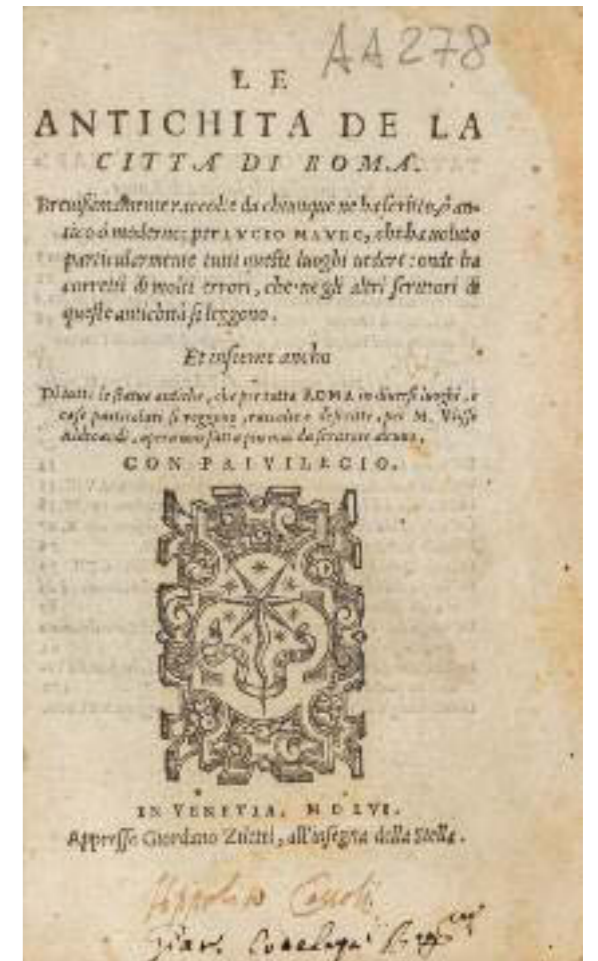 AA278
LE
ANTICHITA DE LA
CITTA DI ROMA.
Breuissimamente raccolte da chiunque ne ha scritto, ò an-
tico ò moderno; per LVCIO MAVRO, che ha uoluto
particularmente tutti questi luoghi uedere: onde ha
corretti di molti errori, che ne gli altri scrittori di
queste antichità si leggono.
Et insieme ancho
Di tutte le statue antiche, che per tutta ROMA in diuersi luoghi, e
case particolari si veggono, raccolte e descritte, per M. Vlisse
Aldroandi, opera non fatta piu mai da scrittore alcuno.
CON PRIVILEGIO.
IN VENETIA, MDLVI.
Appresso Giordano Ziletti, all'insegna della Stella.